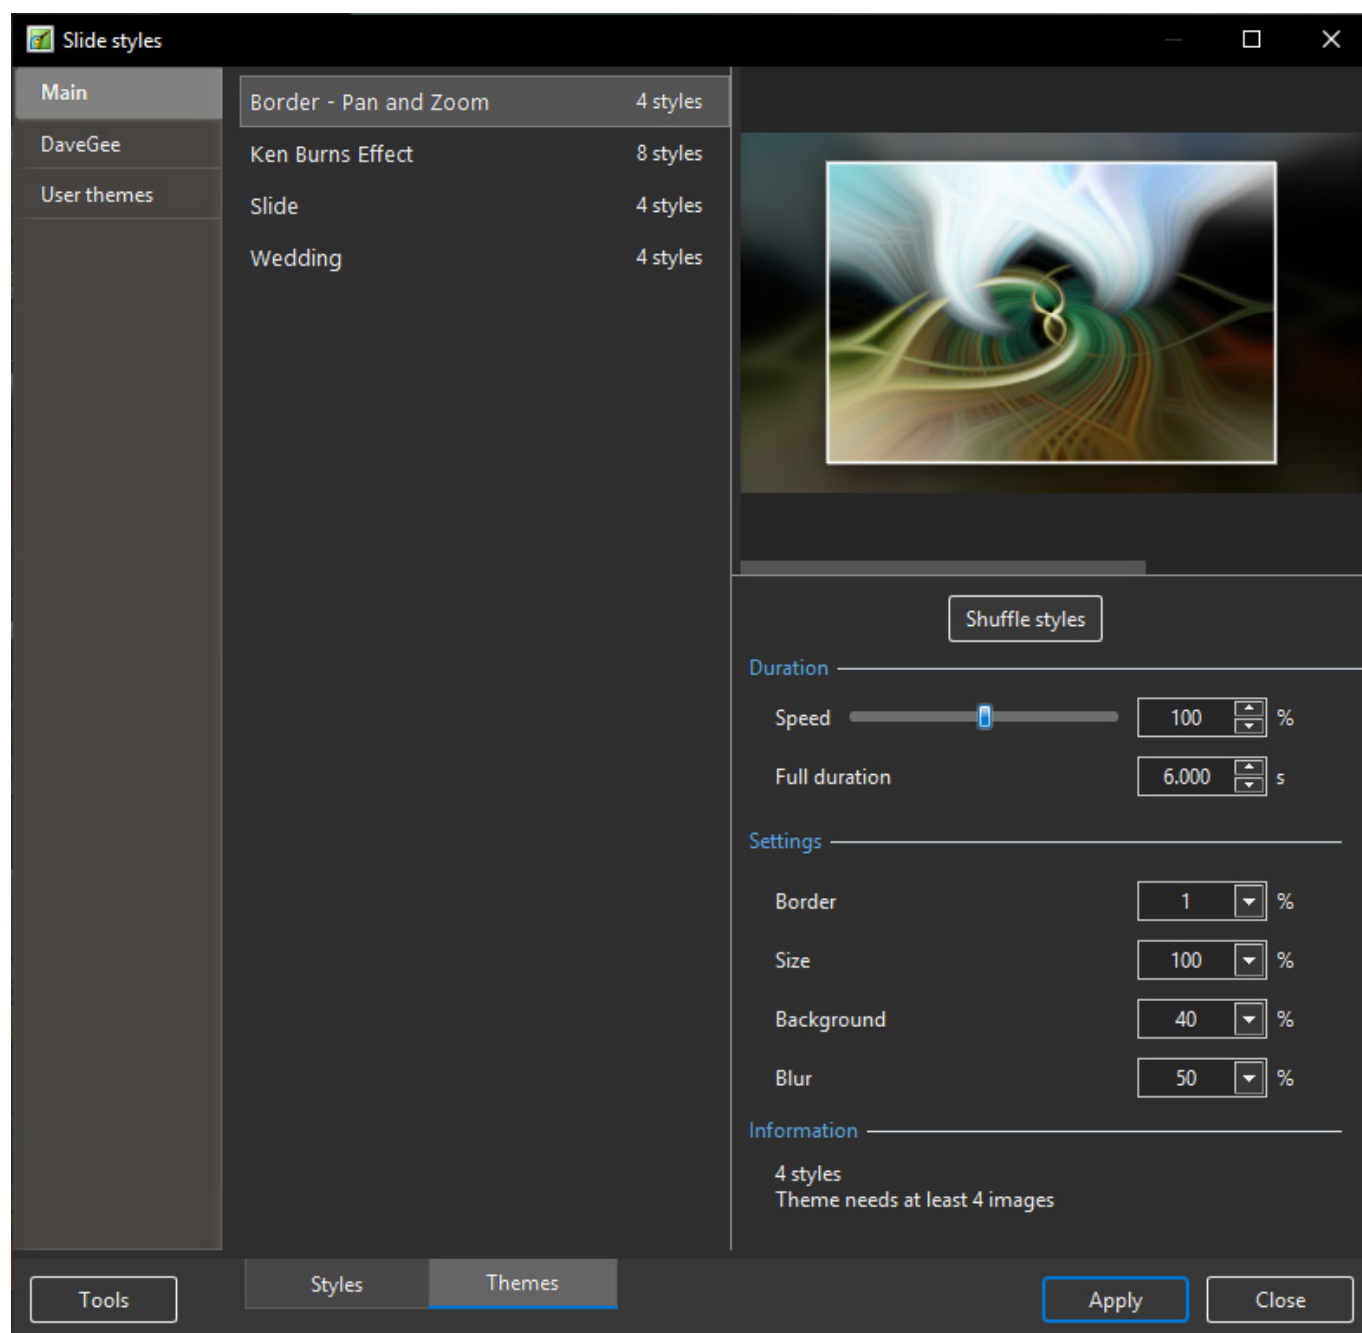 Slide styles
Main
DaveGee
User themes
Border - Pan and Zoom 4 styles
Ken Burns Effect 8 styles
Slide 4 styles
Wedding 4 styles
Shuffle styles
Duration
Speed 100 %
Full duration 6.000 s
Settings
Border 1 %
Size 100 %
Background 40 %
Blur 50 %
Information
4 styles
Theme needs at least 4 images
Tools Styles Themes Apply Close